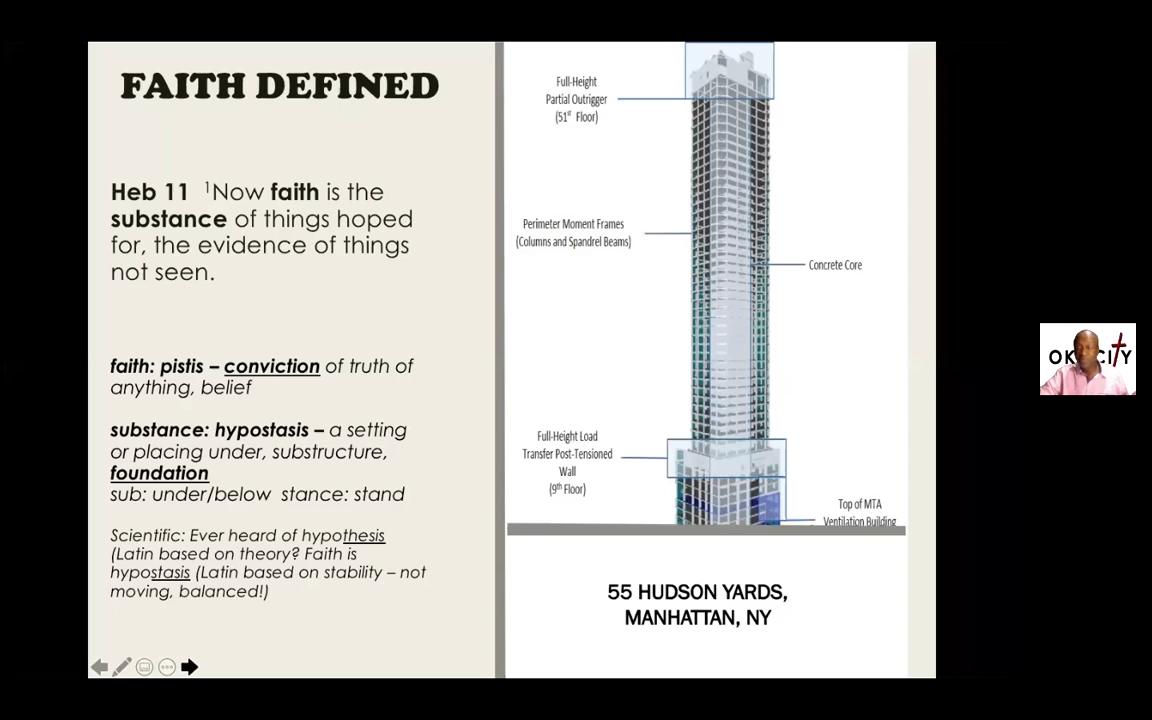 FAITH DEFINED
Heb 11 ¹Now faith is the
substance of things hoped
for, the evidence of things
not seen.
faith: pistis – conviction of truth of
anything, belief
substance: hypostasis – a setting
or placing under, substructure,
foundation
sub: under/below stance: stand
Scientific: Ever heard of hypothesis
(Latin based on theory? Faith is
hypostasis (Latin based on stability – not
moving, balanced!)
Full-Height
Partial Outrigger
(51st Floor)
Perimeter Moment Frames
(Columns and Spandrel Beams)
Concrete Core
Full-Height Load
Transfer Post-Tensioned
Wall
(9th Floor)
Top of MTA
Ventilation Building
55 HUDSON YARDS,
MANHATTAN, NY